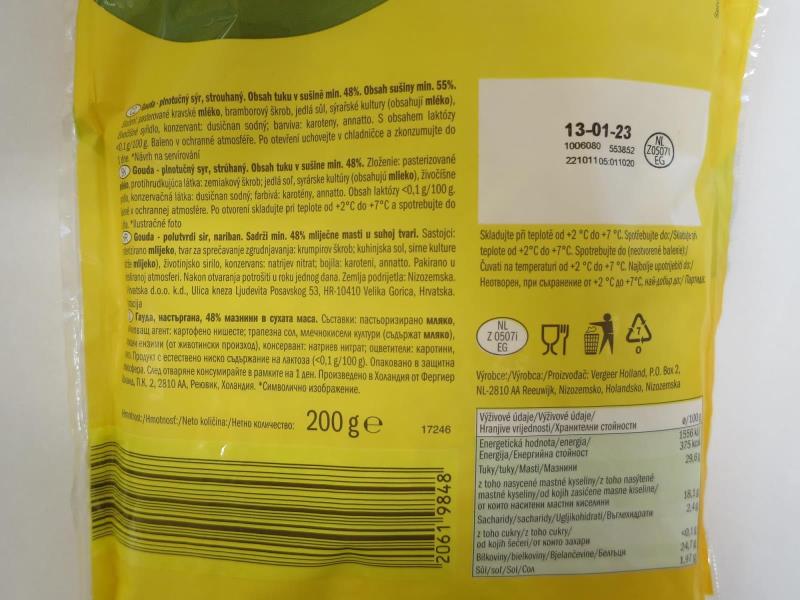 Gouda - plnotučný sýr, strouhaný. Obsah tuku v sušině min. 48%. Obsah sušiny min. 55%.
pasterované kravské mléko, bramborový škrob, jedlá sůl, sýrařské kultury (obsahují mléko),
syřidlo, konzervant: dusičnan sodný; barviva: karoteny, annatto. S obsahem laktózy
<0,1 g/100 g. Baleno v ochranné atmosféře. Po otevření uchovejte v chladničce a zkonzumujte do
dne. *Návrh na servírování
Gouda - plnotučný syr, strúhaný. Obsah tuku v sušine min. 48%. Zloženie: pasterizované
protihrudkujúca látka: zemiakový škrob; jedlá soľ, syrárske kultúry (obsahujú mlieko), živočíšne
konzervačná látka: dusičnan sodný; farbivá: karotény, annatto. Obsah laktózy <0,1 g/100 g.
v ochrannej atmosfére. Po otvorení skladujte pri teplote od +2°C do +7°C a spotrebujte do
*Ilustračné foto
Gouda - polutvrdi sir, nariban. Sadrži min. 48% mliječne masti u suhoj tvari. Sastojci:
mlijeko, tvar za sprečavanje zgrudnjavanja: krumpirov škrob; kuhinjska sol, sirne kulture
mlijeko), životinjsko sirilo, konzervans: natrijev nitrat; bojila: karoteni, annatto. Pakirano u
atmosferi. Nakon otvaranja potrošiti u roku jednog dana. Zemlja podrijetla: Nizozemska.
Hrvatska d.o.o. k.d., Ulica kneza Ljudevita Posavskog 53, HR-10410 Velika Gorica, Hrvatska.
Гауда, настъргана, 48% мазнини в сухата маса. Съставки: пастьоризирано мляко,
агент: картофено нишесте; трапезна сол, млечнокисели култури (съдържат мляко),
ензими (от животински произход), консервант: натриев нитрат; оцветители: каротини,
Продукт с естествено ниско съдържание на лактоза (<0,1 g/100 g). Опаковано в защитна
След отваряне консумирайте в рамките на 1 ден. Произведено в Холандия от Фергиер
П.К. 2, 2810 АА, Реювик, Холандия. *Символично изображение.
Hmotnost:/Hmotnosť:/Neto količina:/Нетно количество: 200 g e
17246
2061 9848
13-01-23
1006080 553852
221011 05:011020
NL
Z0507I
EG
Skladujte při teplotě od +2 °C do +7 °C. Spotřebujte do:/Skladujte pri
teplote od +2°C do +7°C. Spotrebujte do (neotvorené balenie):/
Čuvati na temperaturi od +2 °C do +7 °C. Najbolje upotrijebiti do:/
Неотворен, при съхранение от +2 °C до +7°C, най-добър до:/ Партида:
NL
Z 0507I
EG
7
Výrobce:/Výrobca:/Proizvođač: Vergeer Holland, P.O. Box 2,
NL-2810 AA Reeuwijk, Nizozemsko, Holandsko, Nizozemska
Výživové údaje/Výživové údaje/
Hranjive vrijednosti/Хранителни стойности ø/100g
Energetická hodnota/energia/ 1556 kJ
Energija/Енергийна стойност 375 kcal
Tuky/tuky/Masti/Мазнини 29,6g
z toho nasycené mastné kyseliny/z toho nasýtené
mastné kyseliny/od kojih zasićene masne kiseline/
от които наситени мастни киселини 18,1g
Sacharidy/sacharidy/Ugljikohidrati/Въглехидрати 2,4g
z toho cukry/z toho cukry/
od kojih šećeri/от които захари <0,1g
Bílkoviny/bielkoviny/Bjelančevine/Белтъци 24,7g
Sůl/soľ/Sol/Сол 1,97g